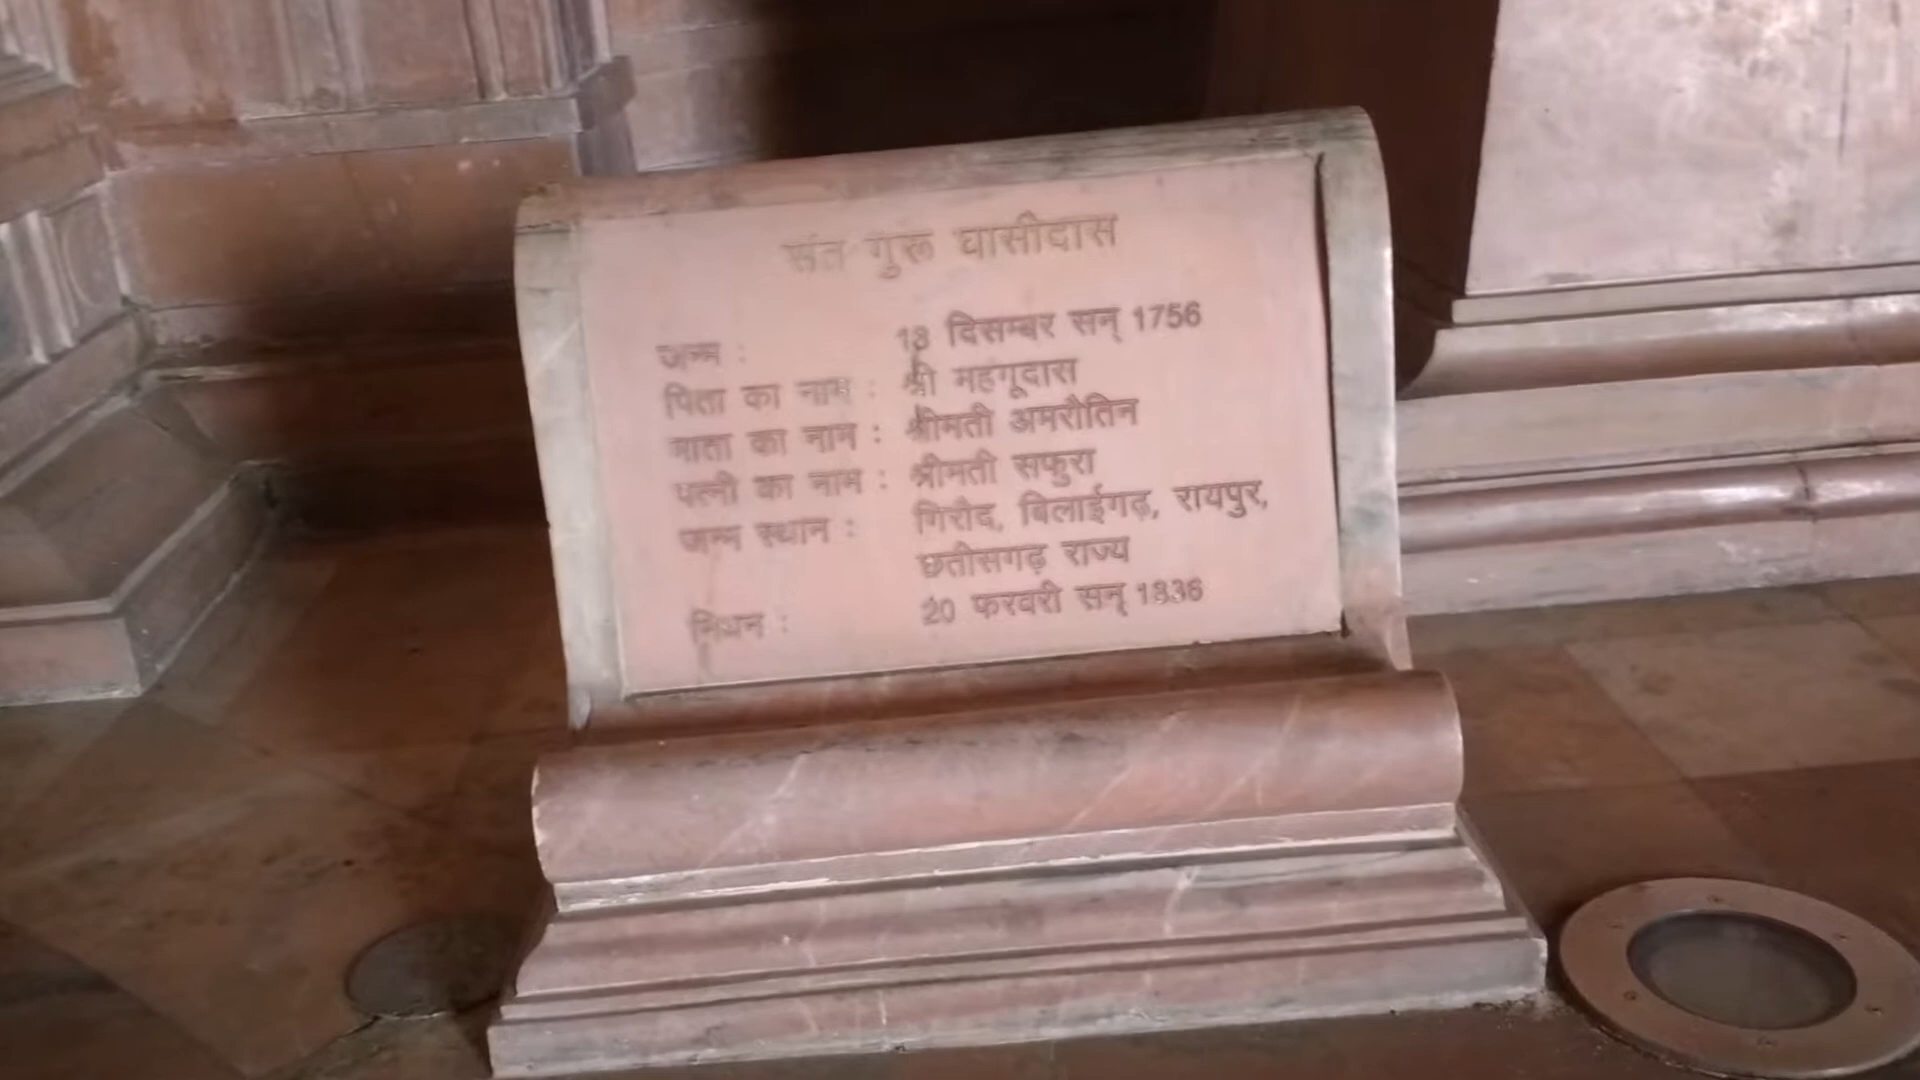 संत गुरू घासीदास
जन्म : 18 दिसम्बर सन् 1756
पिता का नाम : श्री महंगूदास
माता का नाम : श्रीमती अमरौतिन
पत्नी का नाम : श्रीमती सफुरा
जन्म स्थान : गिरौद, बिलाईगढ़, रायपुर,
छतीसगढ़ राज्य
निधन : 20 फरवरी सन् 1836